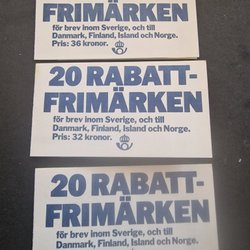 FRIMÄRKEN
för brev inom Sverige, och till
Danmark, Finland, Island och Norge.
Pris: 36 kronor.
20 RABATT-
FRIMÄRKEN
för brev inom Sverige, och till
Danmark, Finland, Island och Norge.
Pris: 32 kronor.
20 RABATT-
FRIMÄRKEN
för brev inom Sverige, och till
Danmark, Finland, Island och Norge.